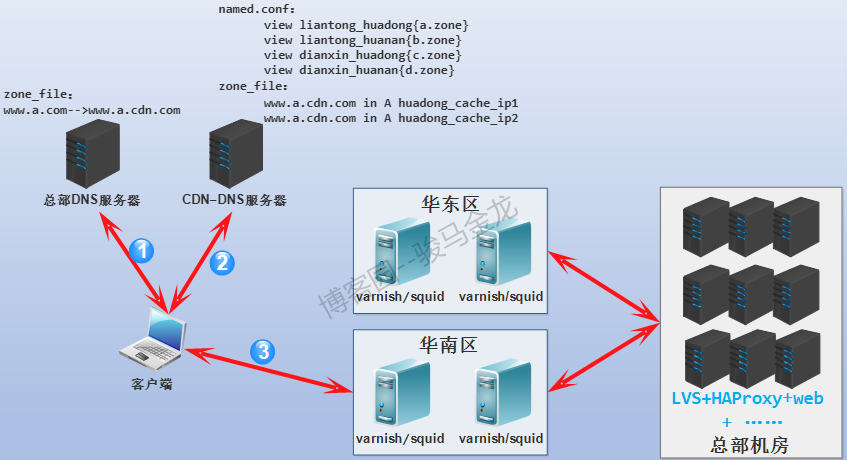 named.conf:
view liantong_huadong{a.zone}
view liantong_huanan{b.zone}
view dianxin_huadong{c.zone}
view dianxin_huanan{d.zone}
zone_file:
www.a.cdn.com in A huadong_cache_ip1
www.a.cdn.com in A huadong_cache_ip2
zone_file:
www.a.com-->www.a.cdn.com
总部DNS服务器
CDN-DNS服务器
1
2
3
客户端
华东区
varnish/squid
varnish/squid
华南区
varnish/squid
varnish/squid
LVS+HAProxy+web
+ ……
总部机房
博客园--骏马金龙